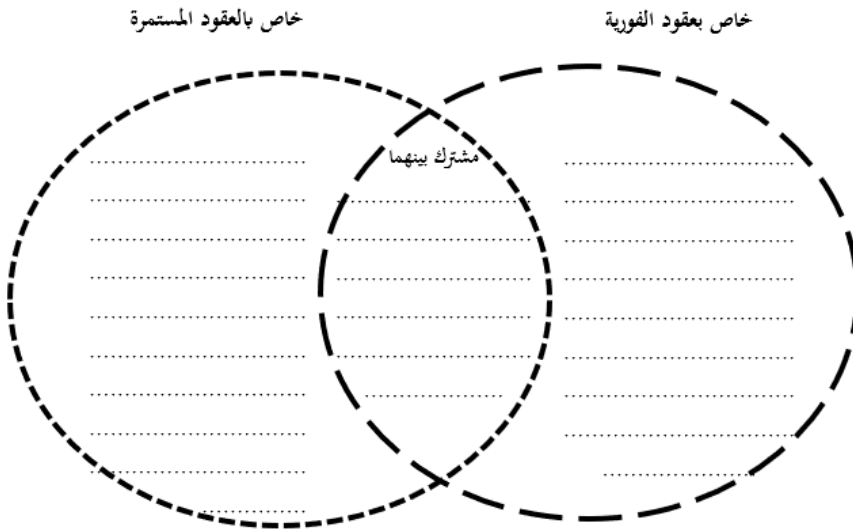 خاص بعقود الفورية
خاص بالعقود المستمرة
مشترك بينهما